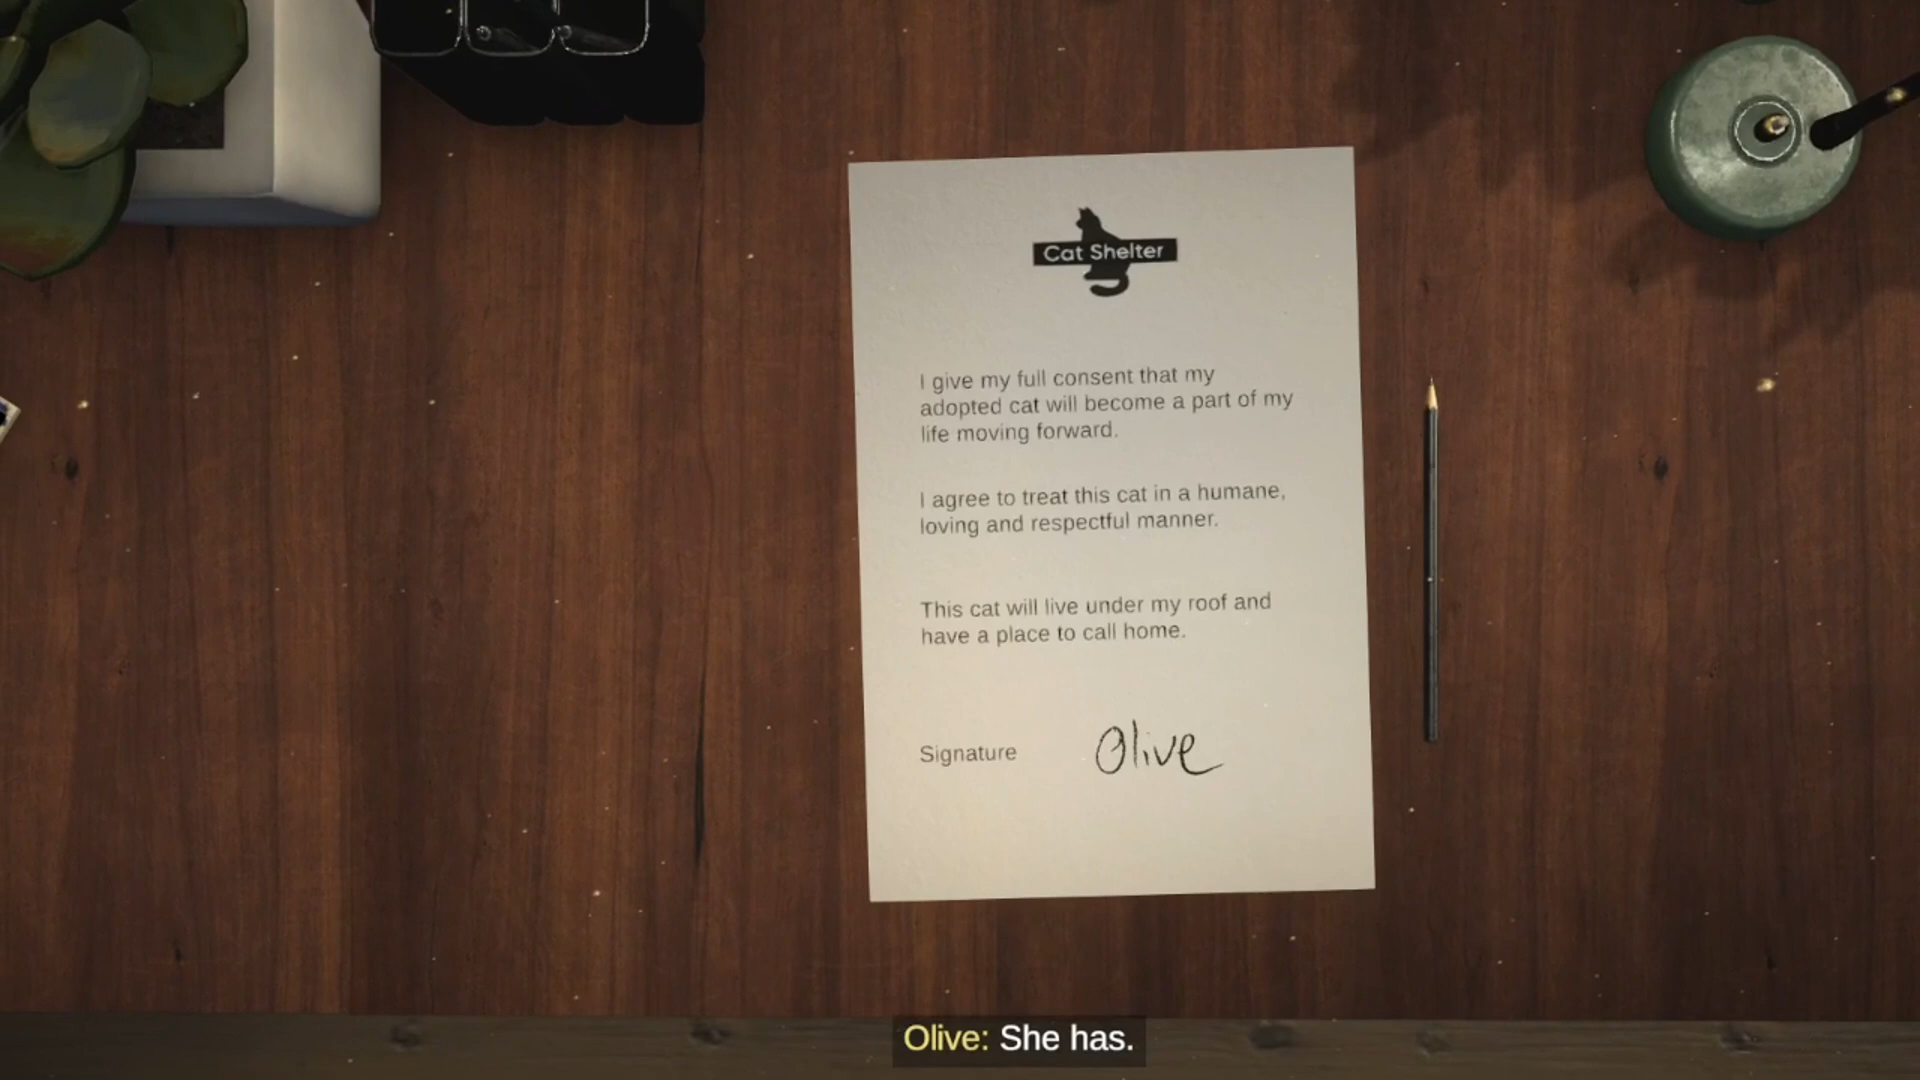 Cat Shelter
I give my full consent that my
adopted cat will become a part of my
life moving forward.
I agree to treat this cat in a humane,
loving and respectful manner.
This cat will live under my roof and
have a place to call home.
Signature Olive
Olive: She has.